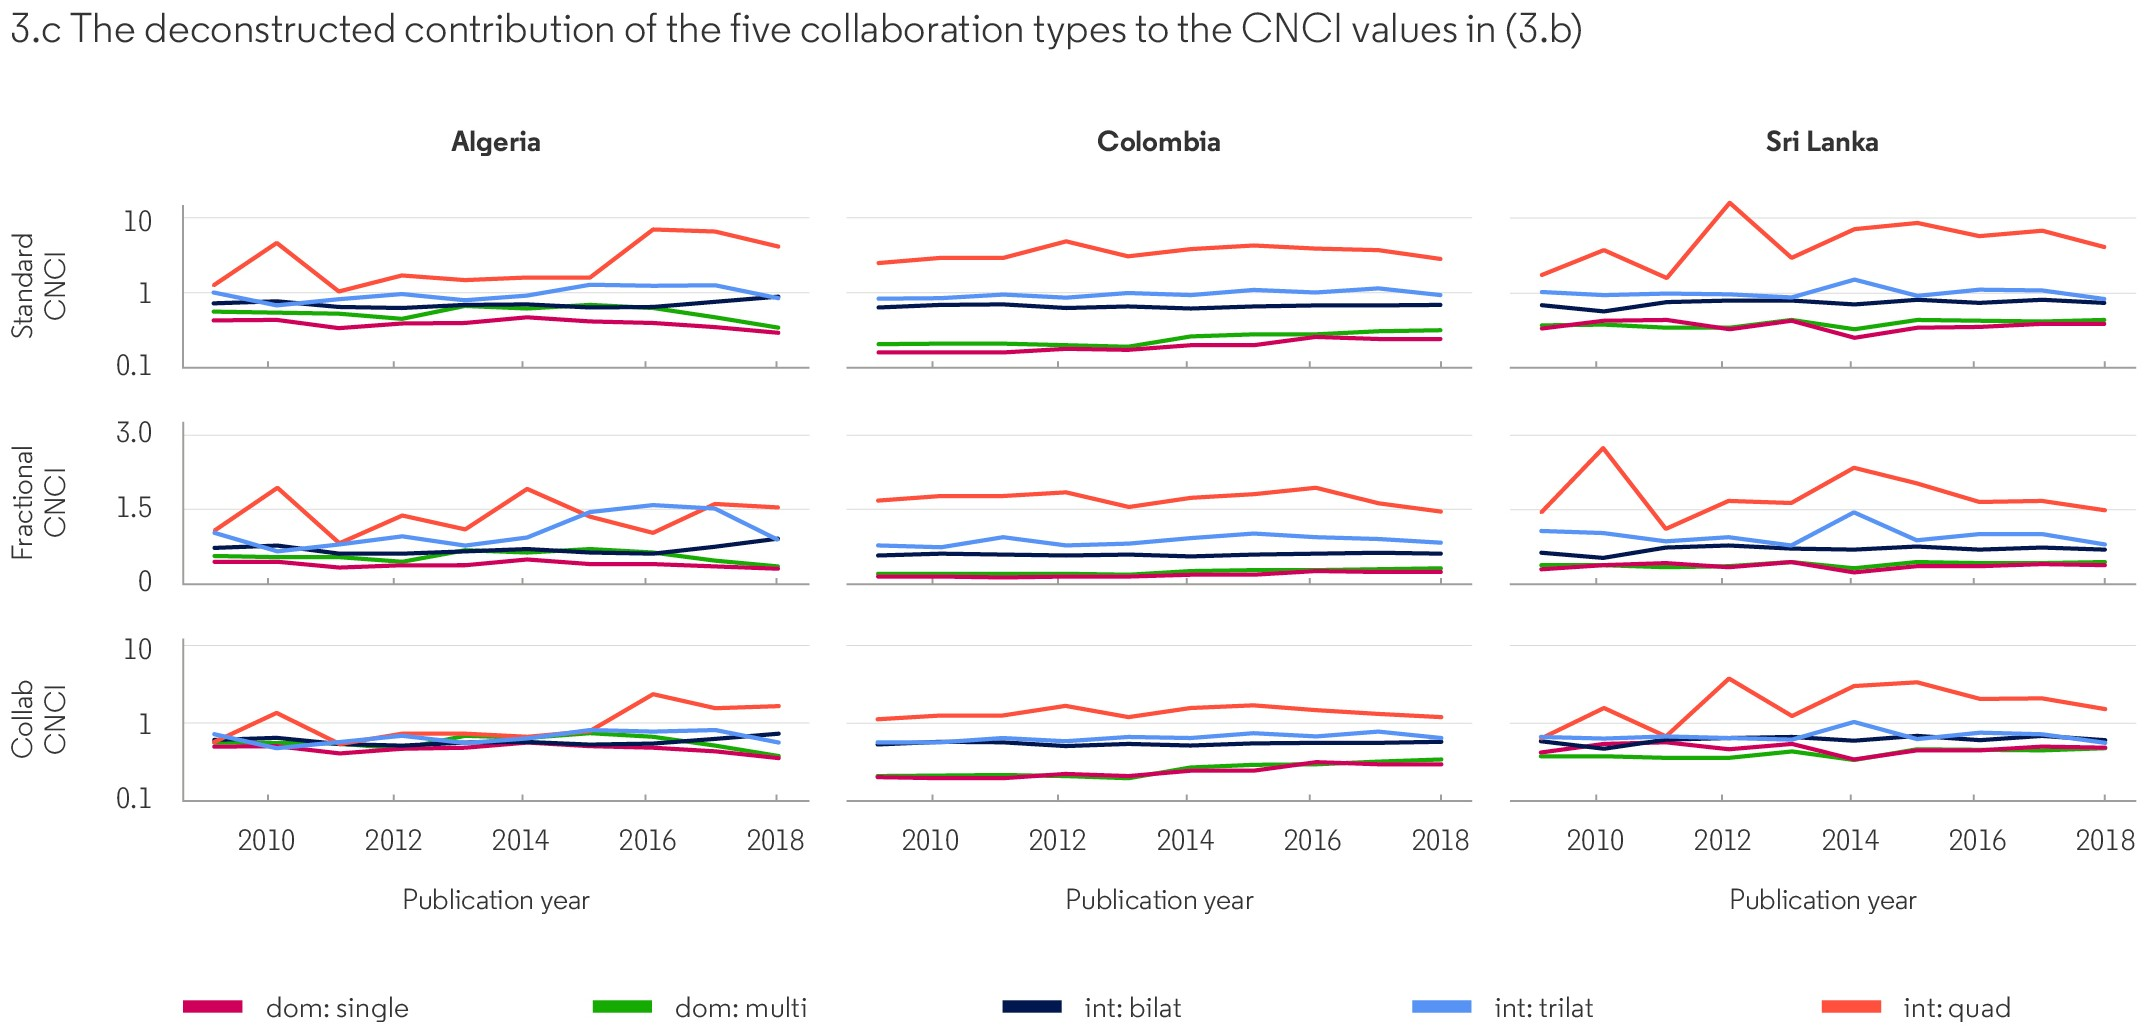 3.c The deconstructed contribution of the five collaboration types to the CNCI values in (3.b)
Algeria
Colombia
Sri Lanka
Standard
CNCI
10
1
0.1
Fractional
CNCI
3.0
1.5
0
Collab
CNCI
10
1
0.1
2010 2012 2014 2016 2018
2010 2012 2014 2016 2018
2010 2012 2014 2016 2018
Publication year
Publication year
Publication year
dom: single
dom: multi
int: bilat
int: trilat
int: quad